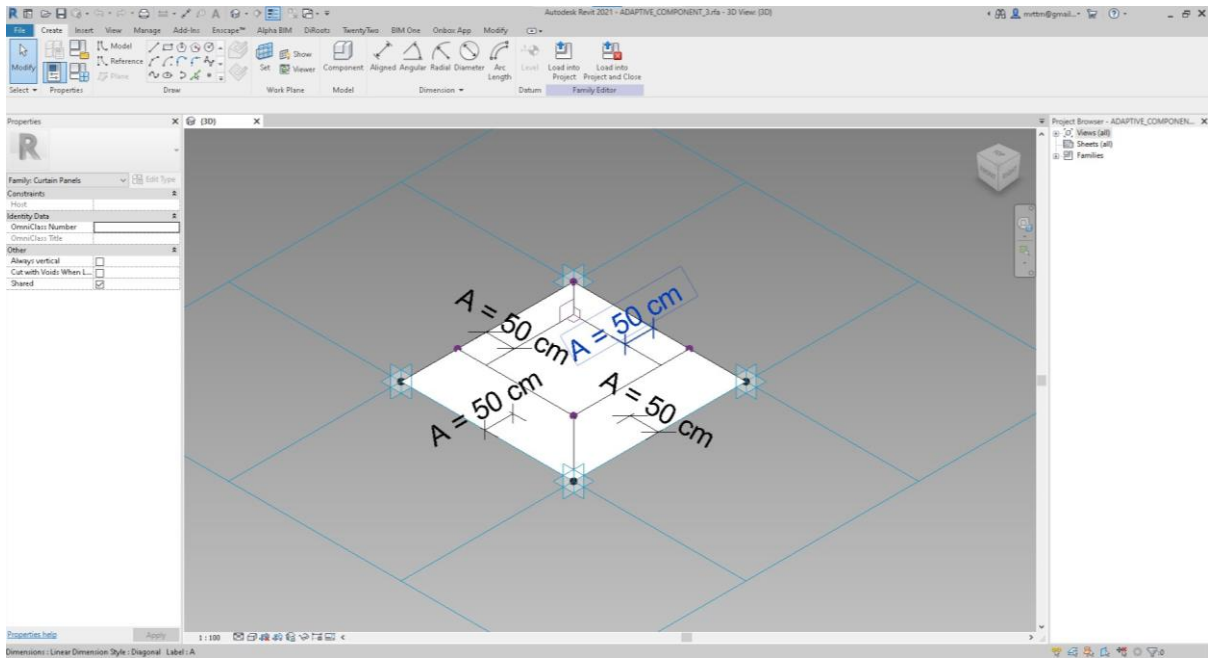 Autodesk Revit 2021 - ADAPTIVE_COMPONENT_3.rfa - 3D View: {3D}
File Create Insert View Manage Add-Ins Enscape™ Alpha BIM DiRoots TwentyTwo BIM One Onbox App Modify
Modify
Model
Reference
Plane
Set
Show
Viewer
Component
Aligned Angular Radial Diameter Arc Length
Level
Load into Project
Load into Project and Close
Select Properties Draw Work Plane Model Dimension Datum Family Editor
Properties
{3D}
Project Browser - ADAPTIVE_COMPONEN...
Views (all)
Sheets (all)
Families
R
Family: Curtain Panels
Edit Type
Constraints
Host
Identity Data
OmniClass Number
OmniClass Title
Other
Always vertical
Cut with Voids When L...
Shared
A = 50 cm
A = 50 cm
A = 50 cm
A = 50 cm
Properties help
Apply
1 : 100
Dimensions : Linear Dimension Style : Diagonal Label : A
:0